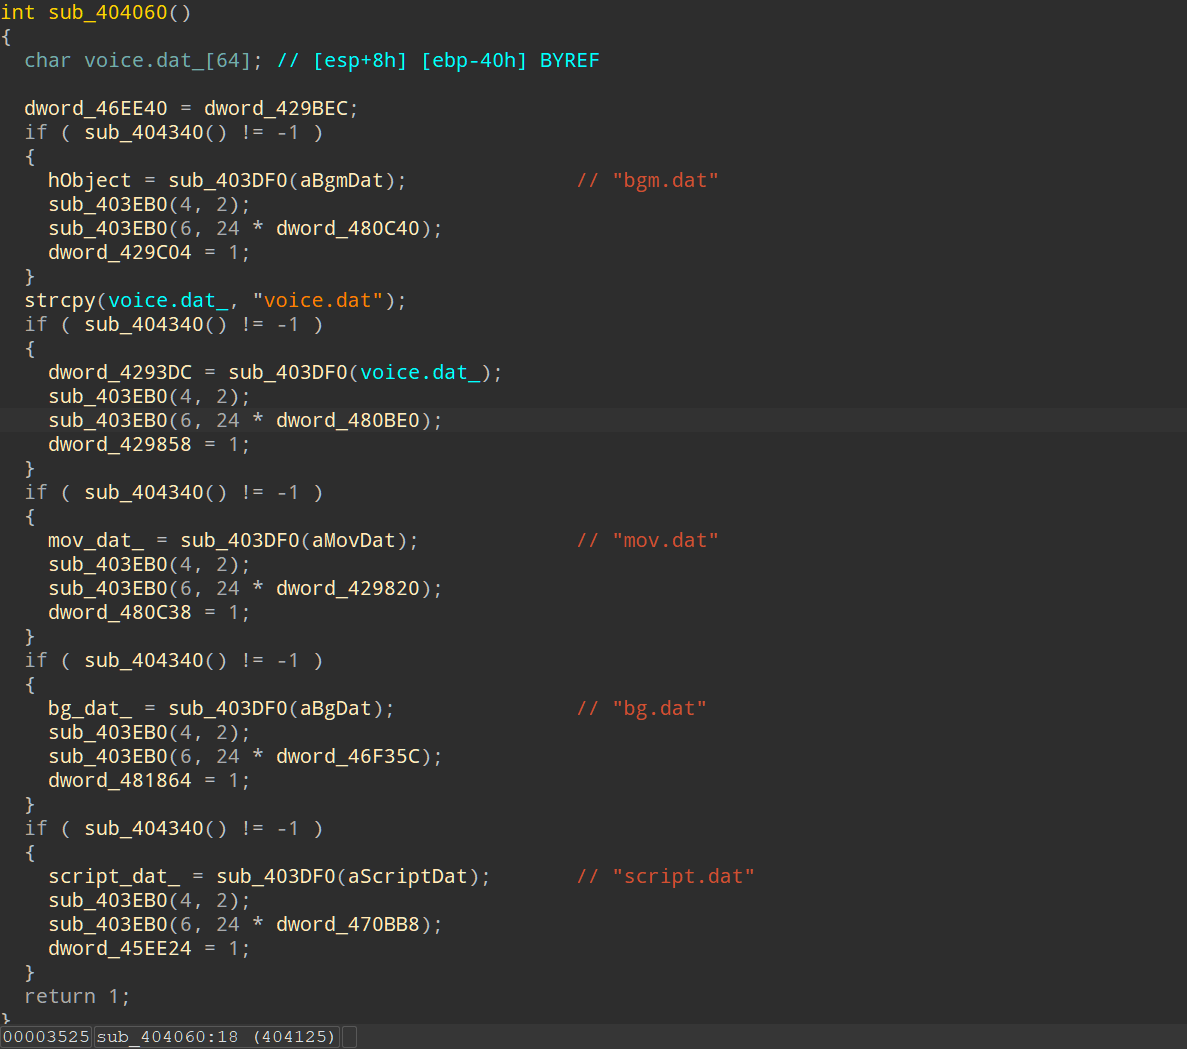 int sub_404060()
{
  char voice.dat_[64]; // [esp+8h] [ebp-40h] BYREF

  dword_46EE40 = dword_429BEC;
  if ( sub_404340() != -1 )
  {
    hObject = sub_403DF0(aBgmDat);              // "bgm.dat"
    sub_403EB0(4, 2);
    sub_403EB0(6, 24 * dword_480C40);
    dword_429C04 = 1;
  }
  strcpy(voice.dat_, "voice.dat");
  if ( sub_404340() != -1 )
  {
    dword_4293DC = sub_403DF0(voice.dat_);
    sub_403EB0(4, 2);
    sub_403EB0(6, 24 * dword_480BE0);
    dword_429858 = 1;
  }
  if ( sub_404340() != -1 )
  {
    mov_dat_ = sub_403DF0(aMovDat);             // "mov.dat"
    sub_403EB0(4, 2);
    sub_403EB0(6, 24 * dword_429820);
    dword_480C38 = 1;
  }
  if ( sub_404340() != -1 )
  {
    bg_dat_ = sub_403DF0(aBgDat);               // "bg.dat"
    sub_403EB0(4, 2);
    sub_403EB0(6, 24 * dword_46F35C);
    dword_481864 = 1;
  }
  if ( sub_404340() != -1 )
  {
    script_dat_ = sub_403DF0(aScriptDat);       // "script.dat"
    sub_403EB0(4, 2);
    sub_403EB0(6, 24 * dword_470BB8);
    dword_45EE24 = 1;
  }
  return 1;
}
00003525 sub_404060:18 (404125)